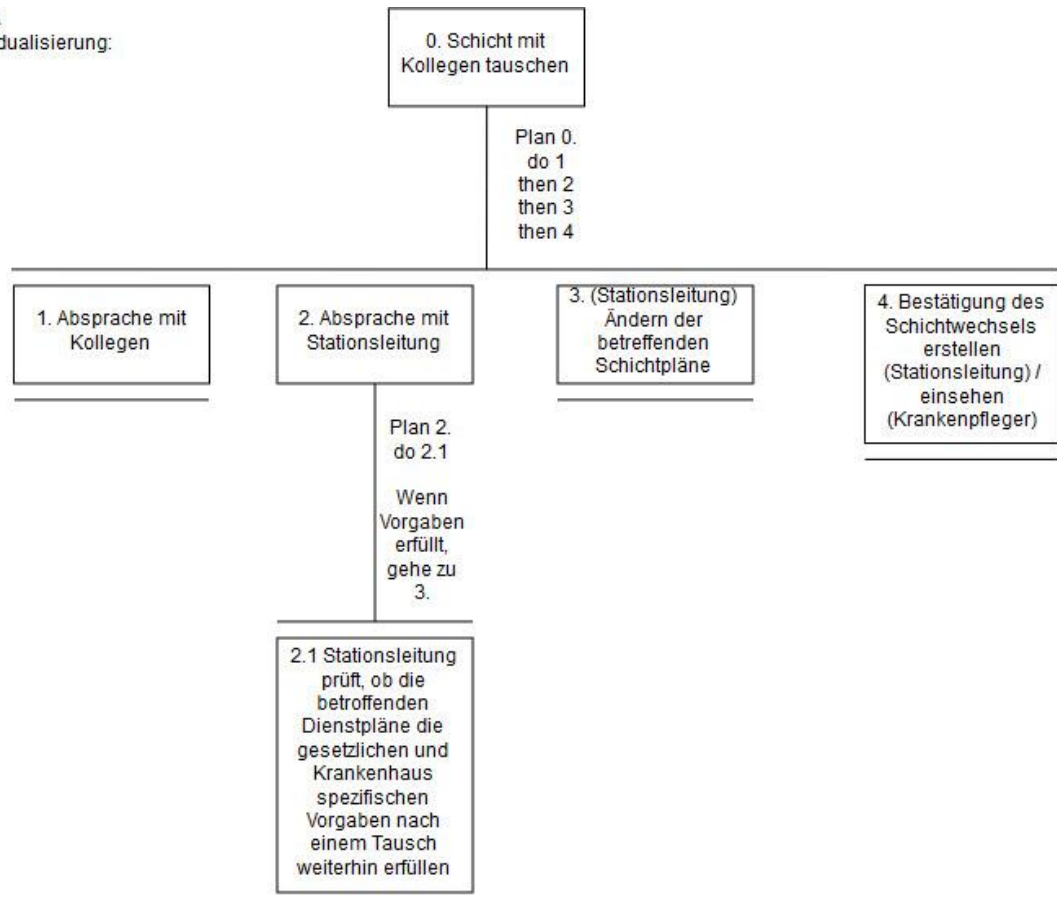 dualisierung:
0. Schicht mit
Kollegen tauschen
Plan 0.
do 1
then 2
then 3
then 4
1. Absprache mit
Kollegen
2. Absprache mit
Stationsleitung
3. (Stationsleitung)
Ändern der
betreffenden
Schichtpläne
4. Bestätigung des
Schichtwechsels
erstellen
(Stationsleitung) /
einsehen
(Krankenpfleger)
Plan 2.
do 2.1
Wenn
Vorgaben
erfüllt,
gehe zu
3.
2.1 Stationsleitung
prüft, ob die
betroffenden
Dienstpläne die
gesetzlichen und
Krankenhaus
spezifischen
Vorgaben nach
einem Tausch
weiterhin erfüllen